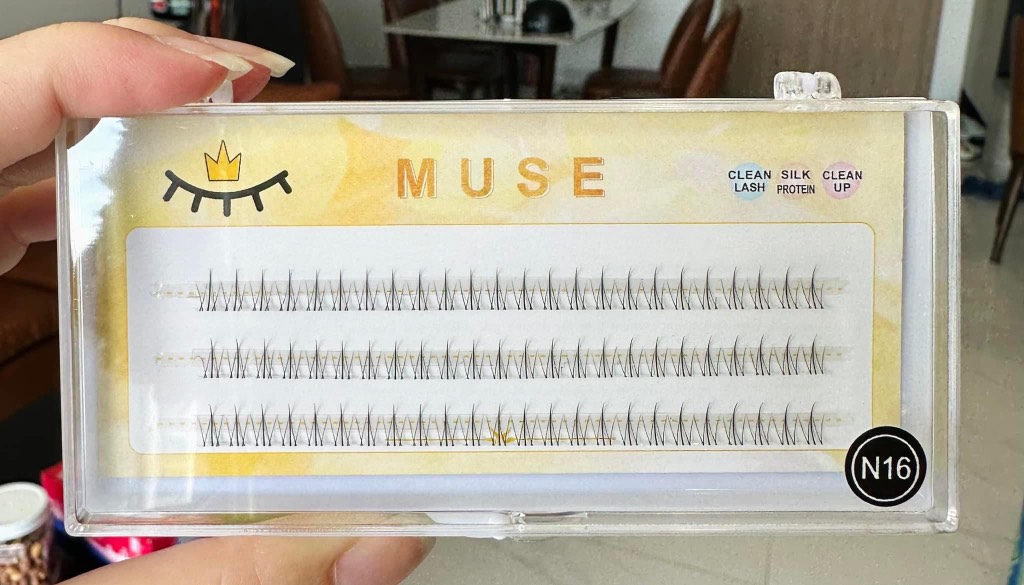 MUSE
CLEAN LASH
SILK PROTEIN
CLEAN UP
N16